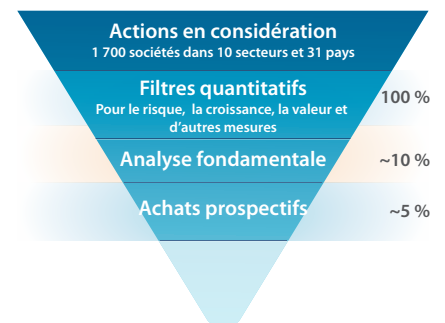 Actions en considération
1 700 sociétés dans 10 secteurs et 31 pays
Filtres quantitatifs
Pour le risque, la croissance, la valeur et
d'autres mesures
100 %
Analyse fondamentale
~10 %
Achats prospectifs
~5 %